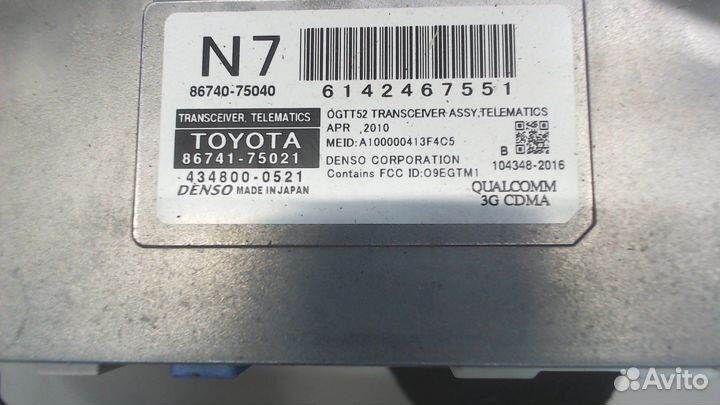 N7
86740-75040
6142467551
TRANSCEIVER, TELEMATICS
TOYOTA
86741-75021
434800-0521
DENSO MADE IN JAPAN
OGTT52 TRANSCEIVER ASSY,TELEMATICS
APR ,2010
MEID:A100000413F4C5
DENSO CORPORATION
Contains FCC ID:O9EGTM1
B
104348-2016
QUALCOMM
3G CDMA
Avito